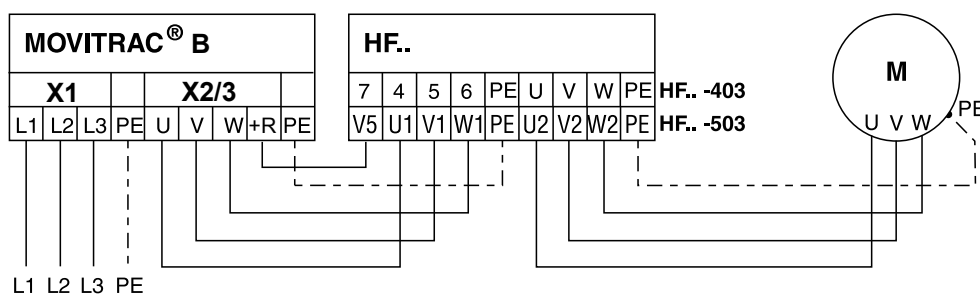 MOVITRAC® B HF..
X1 X2/3 7 4 5 6 PE U V W PE HF.. -403 M
L1 L2 L3 PE U V W +R PE V5 U1 V1 W1 PE U2 V2 W2 PE HF.. -503 U V W PE
L1 L2 L3 PE